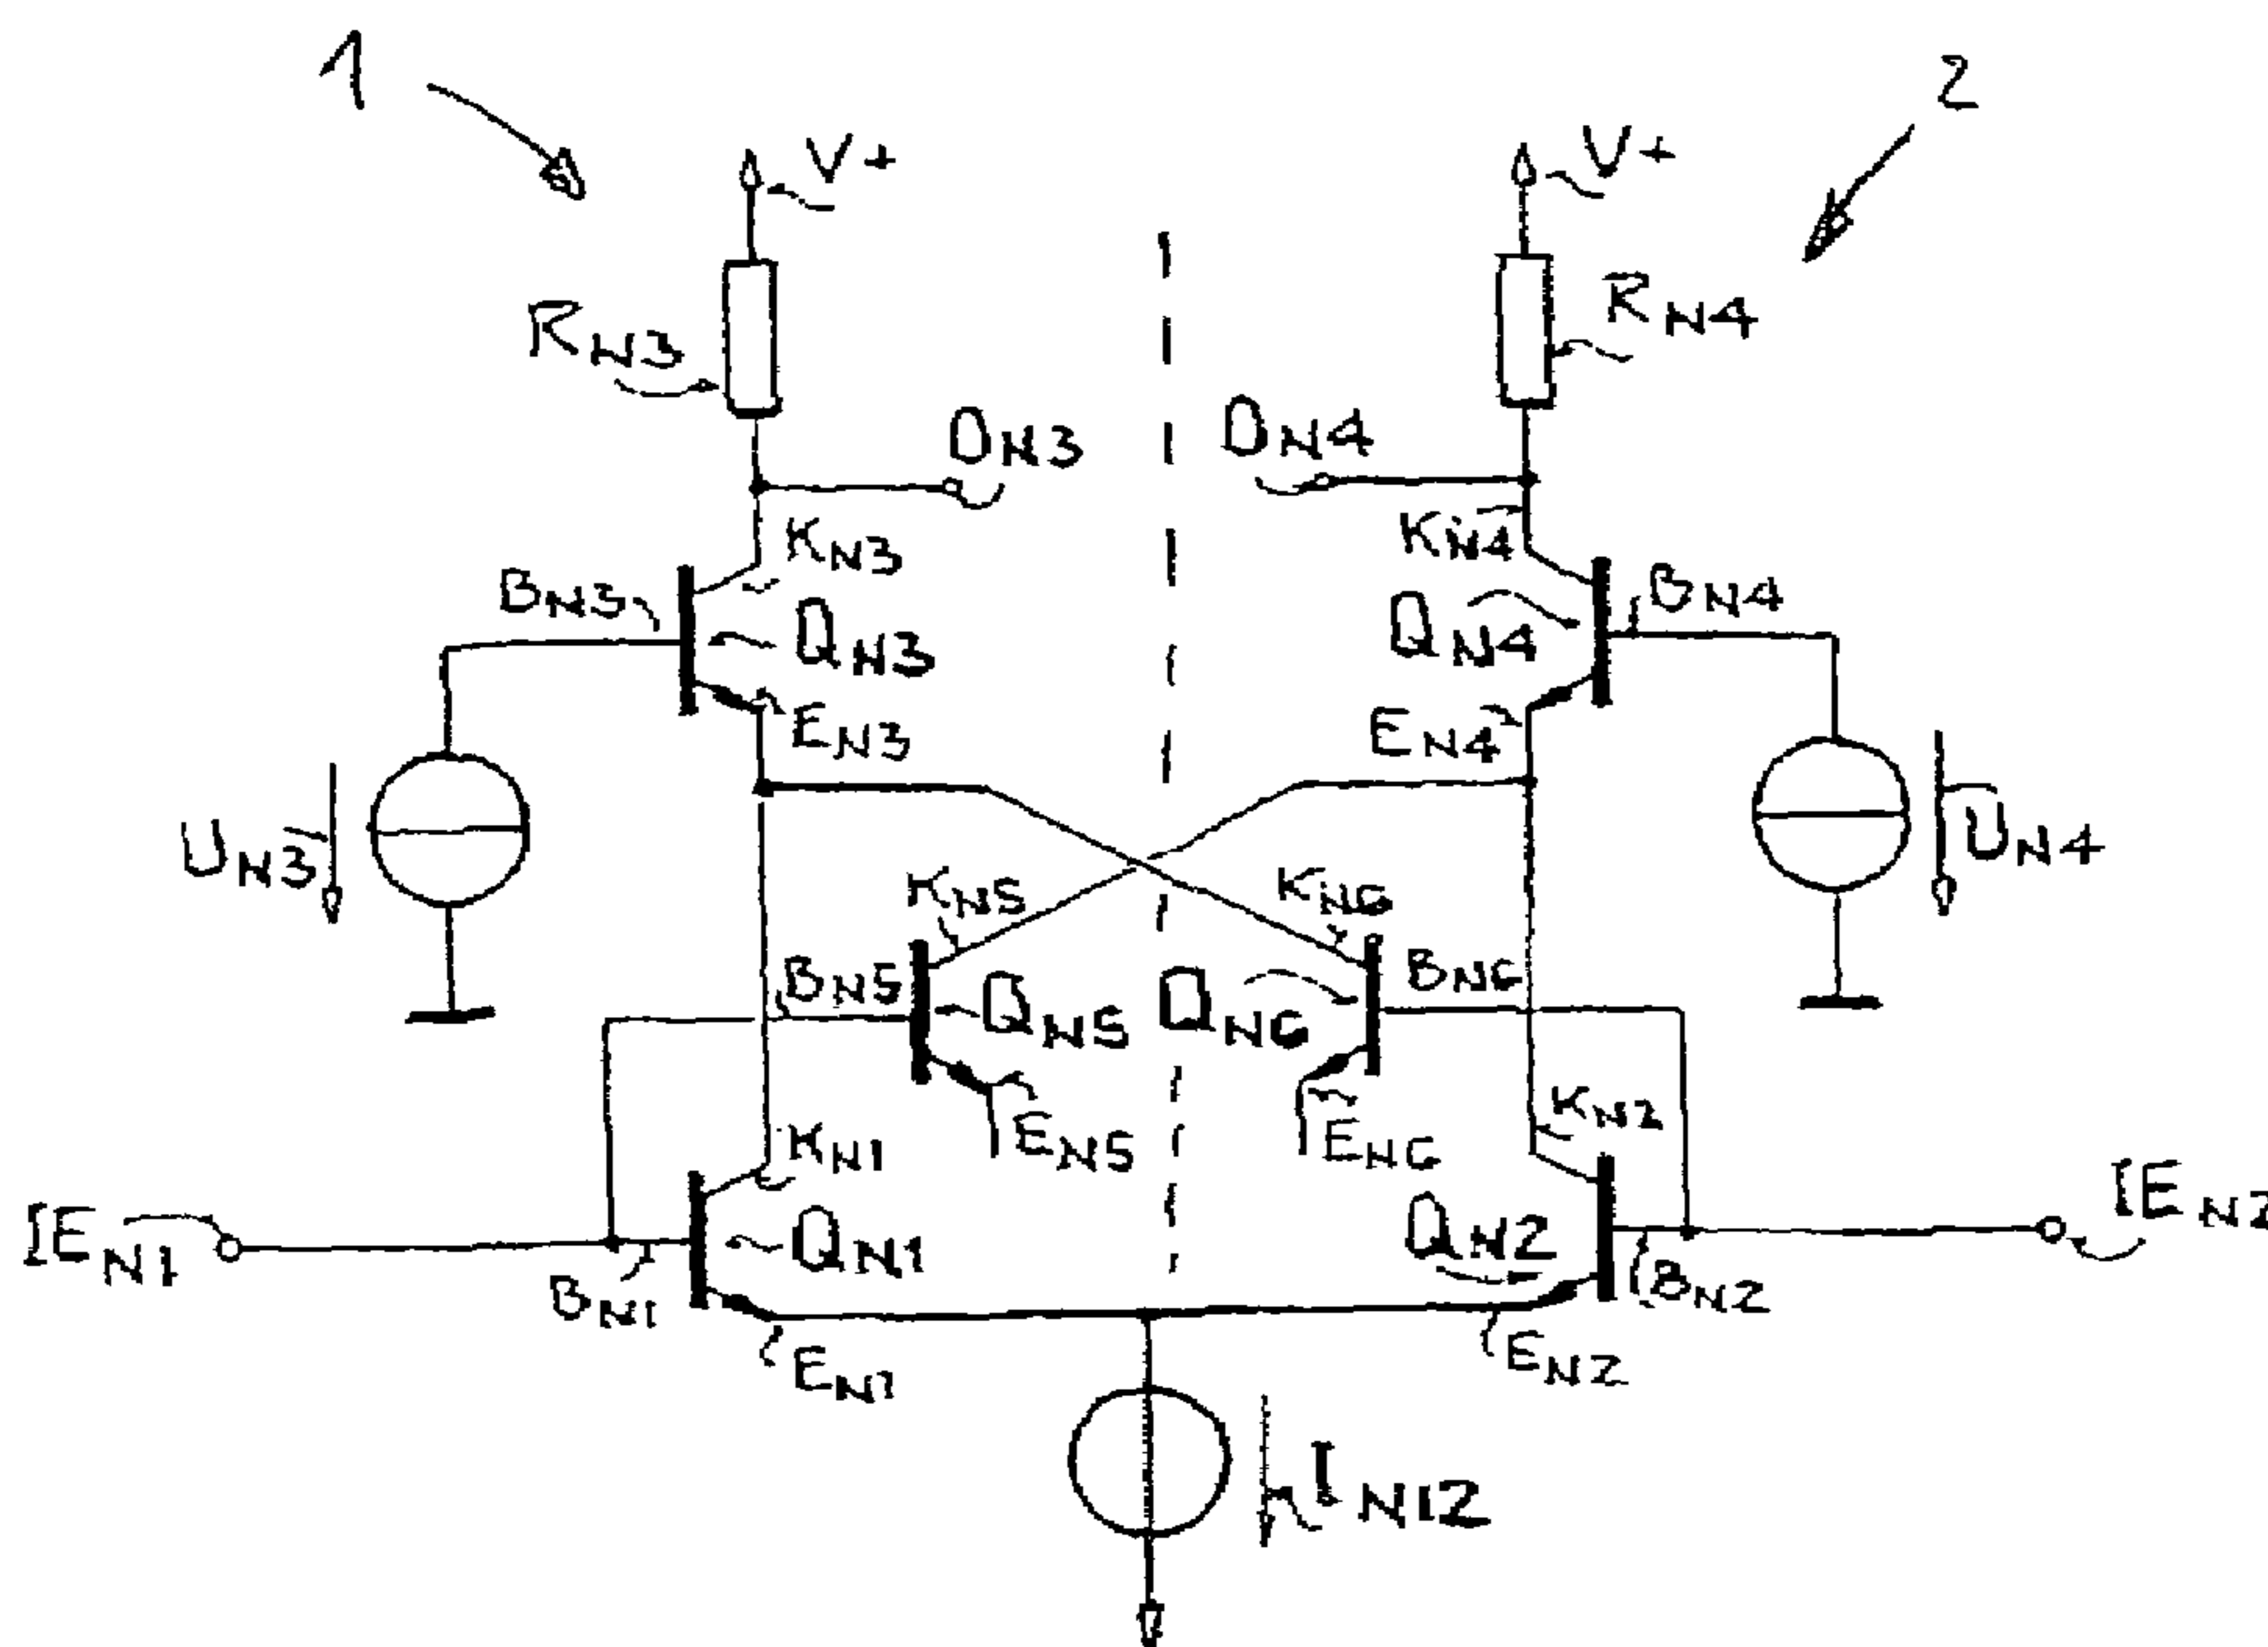 1
2
V+
V+
RN3
RN4
ON3
ON4
KN3
KN4
BN3
BN4
QN3
QN4
EN3
EN4
UN3
UN4
KN5
KN6
BN5
BN6
QN5
QN6
EN5
EN6
KN1
KN2
IEN1
IEN2
QN1
QN2
BN1
BN2
EN1
EN2
IN12